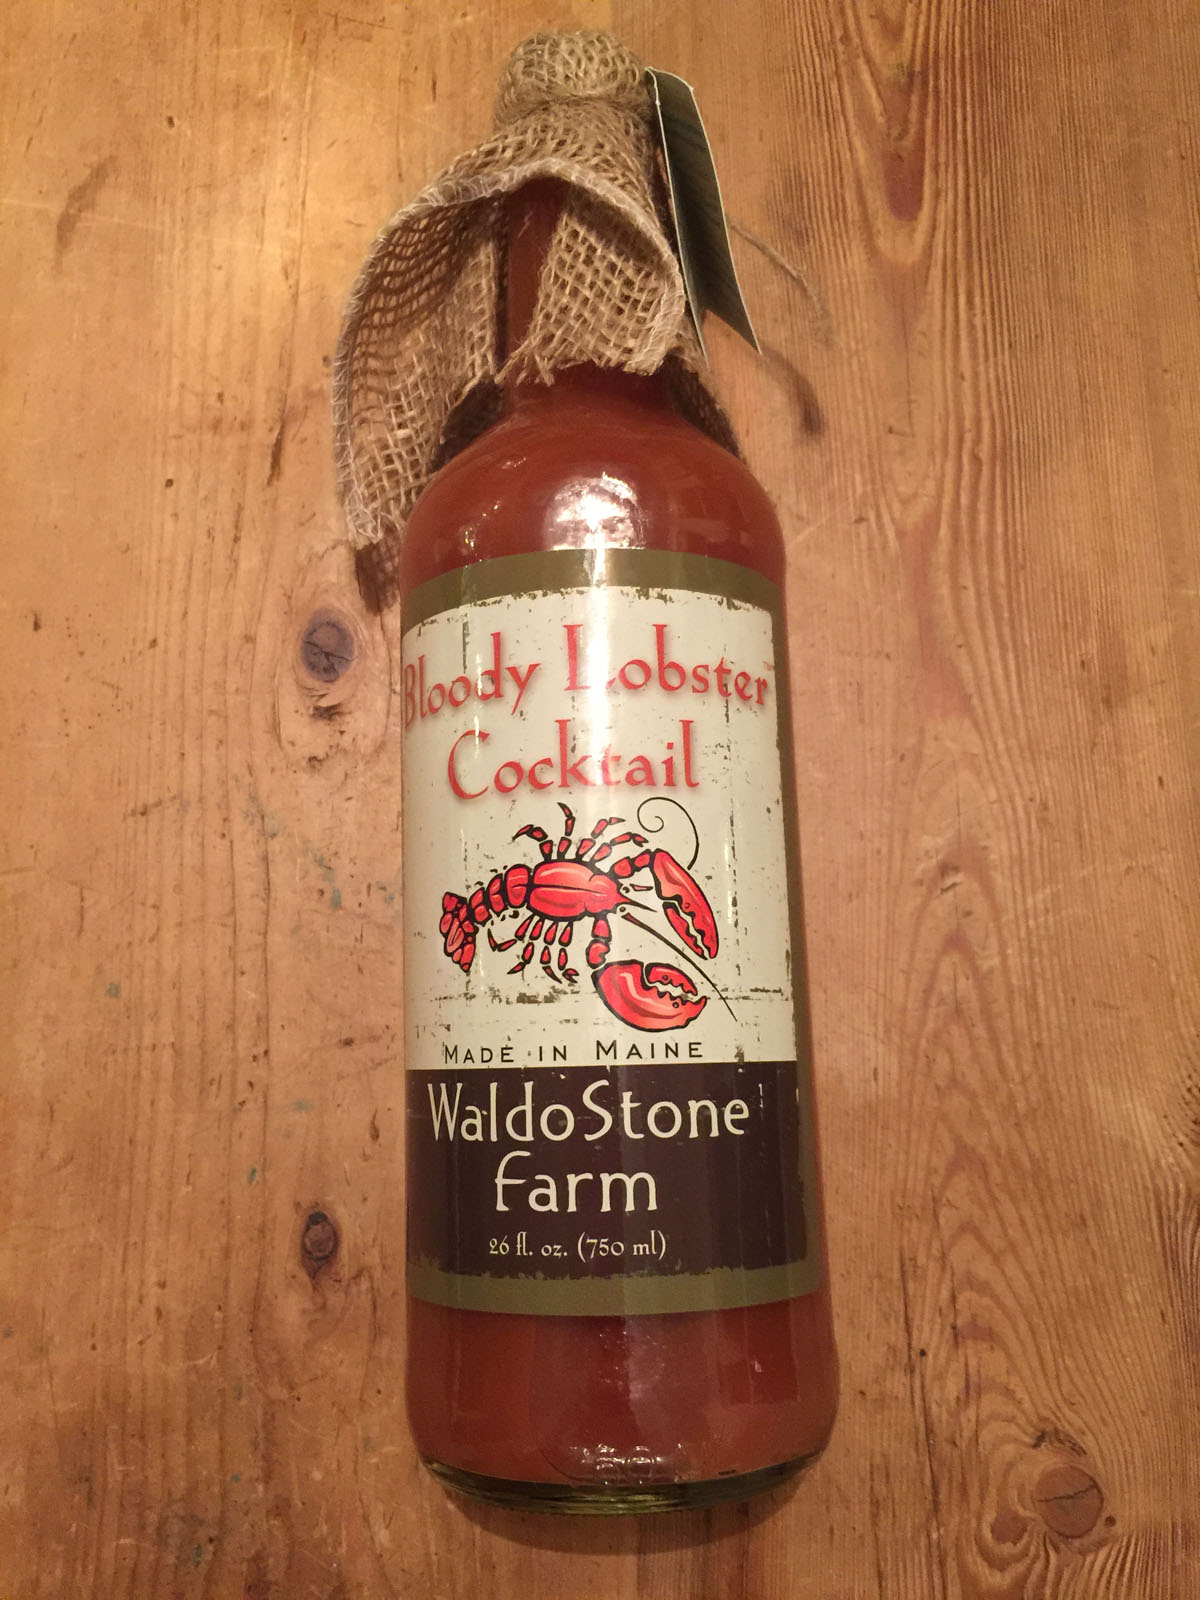 Bloody Lobster
Cocktail
MADE IN MAINE
WaldoStone
Farm
26 fl. oz. (750 ml)